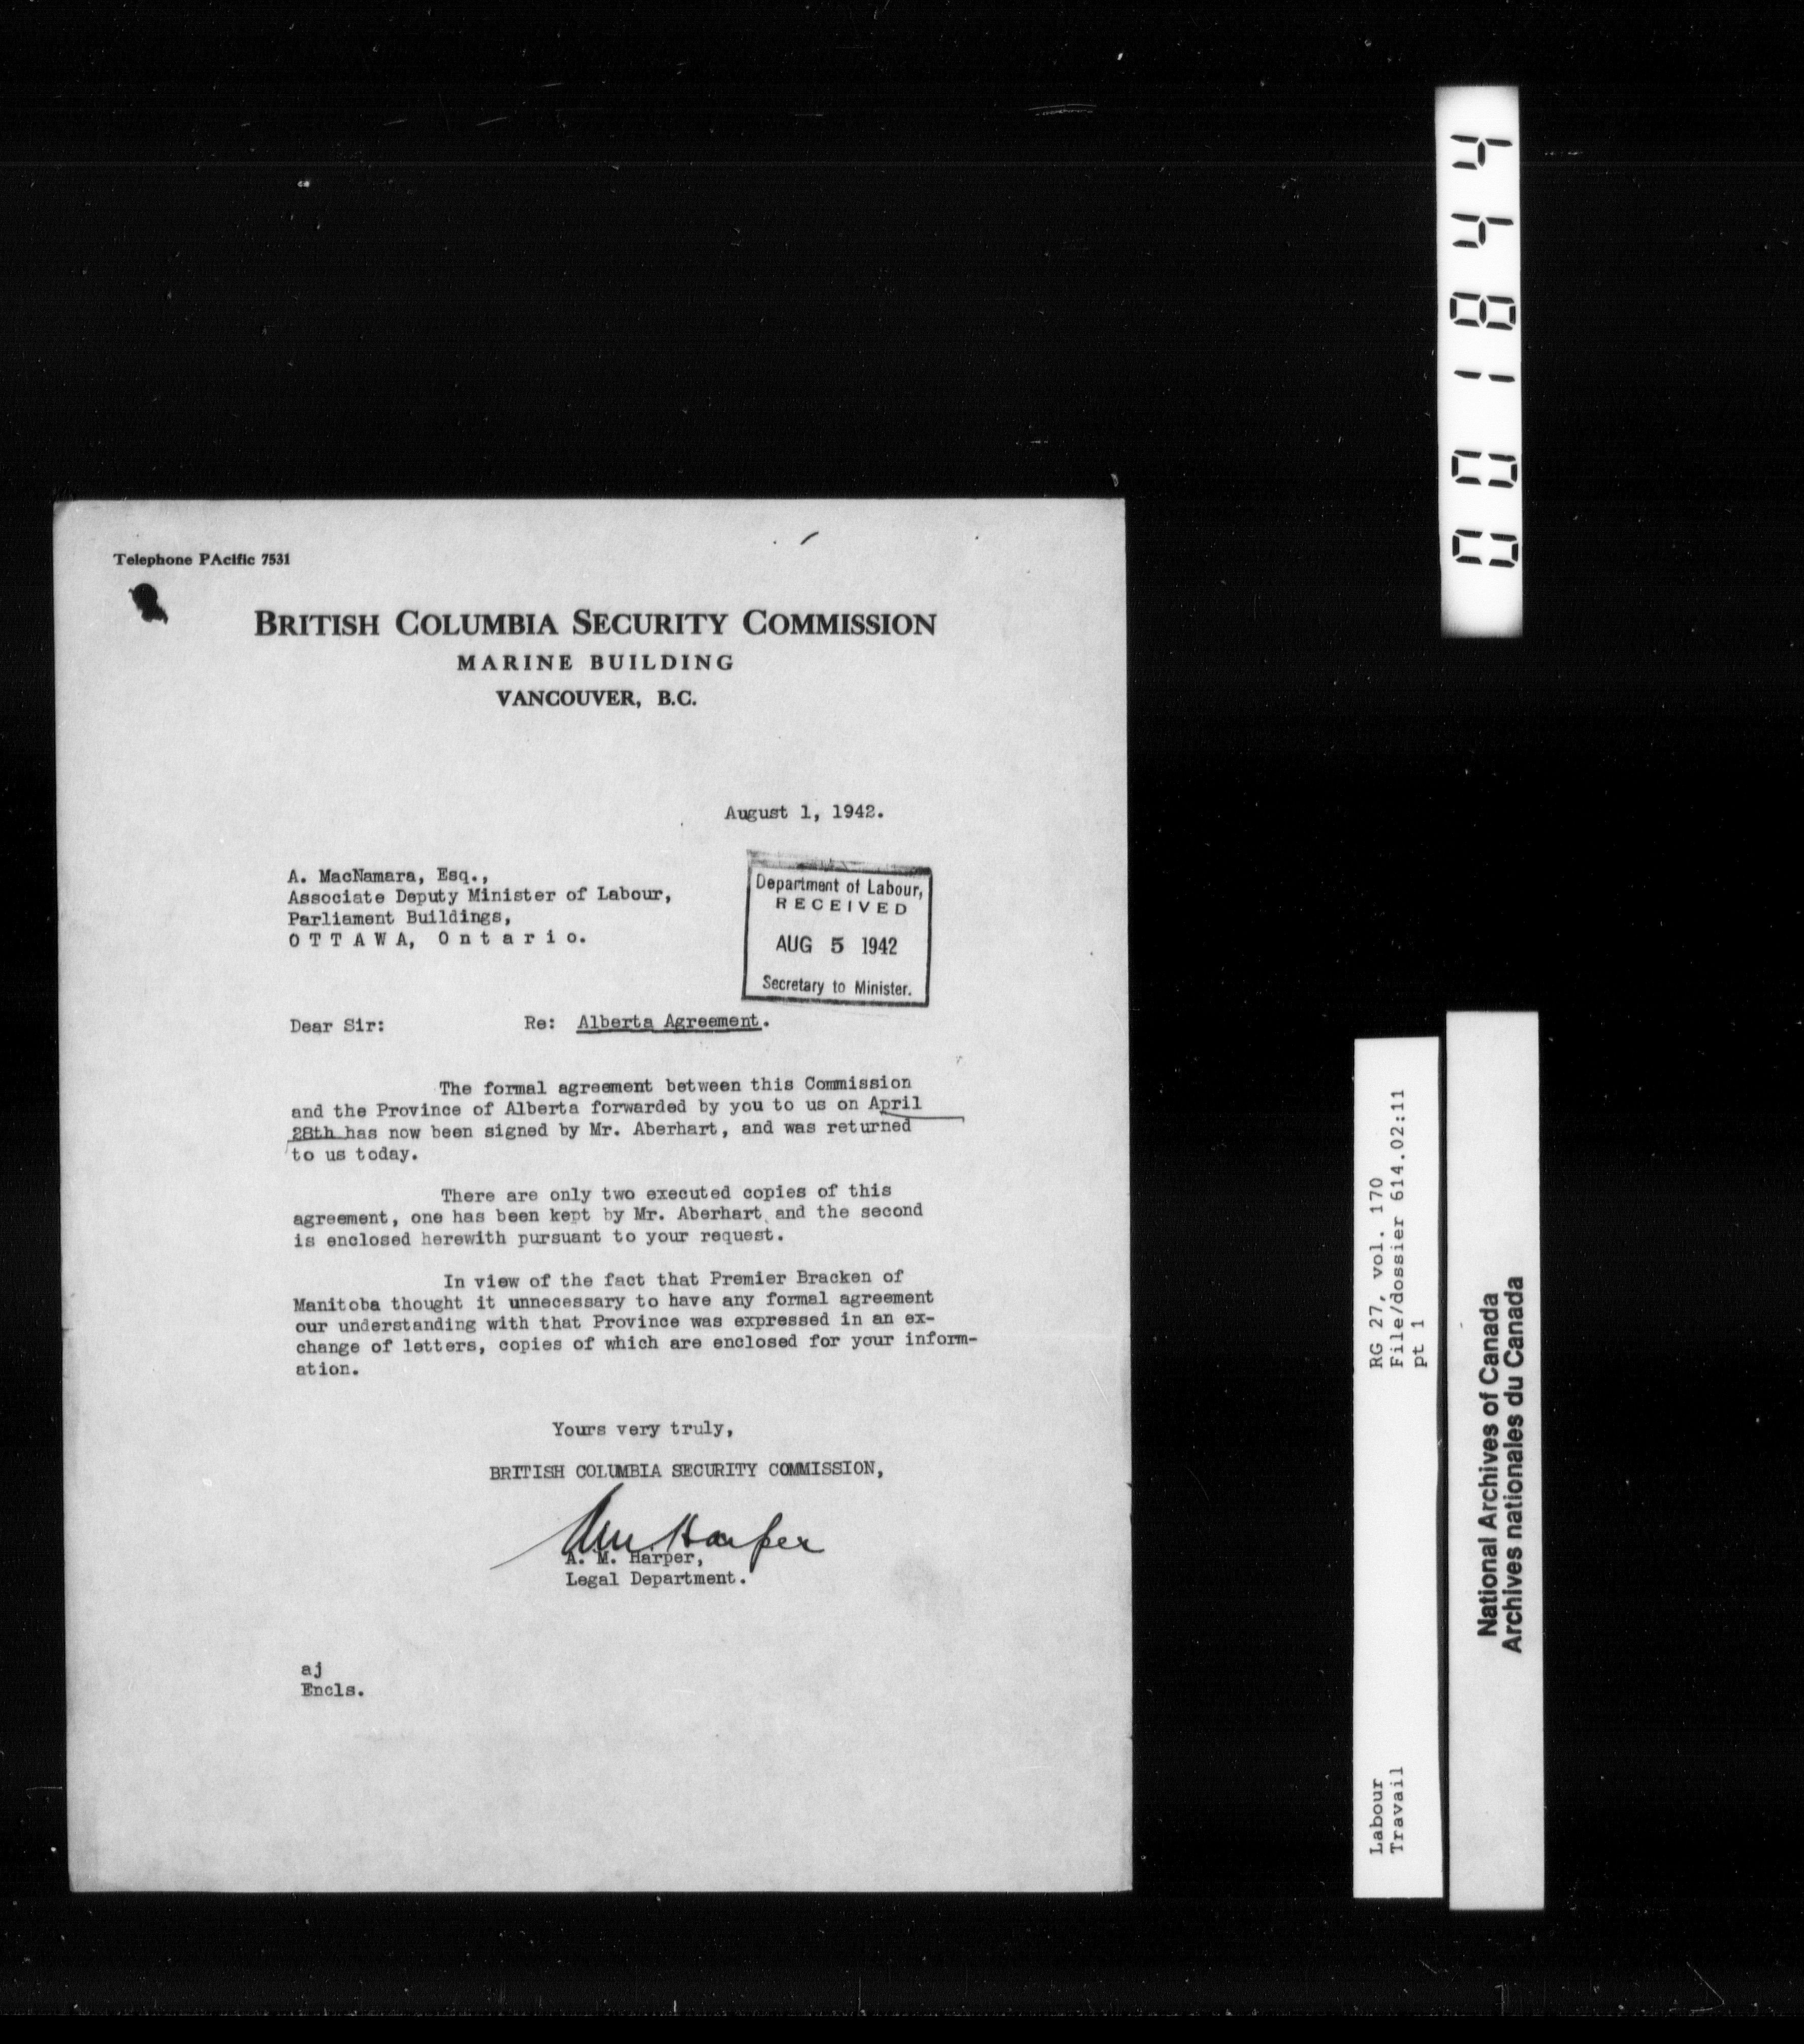 Telephone PAcific 7531
BRITISH COLUMBIA SECURITY COMMISSION
MARINE BUILDING
VANCOUVER, B.C.
August 1, 1942.
A. MacNamara, Esq.,
Associate Deputy Minister of Labour,
Parliament Buildings,
O T T A W A, O n t a r i o.
Department of Labour,
RECEIVED
AUG 5 1942
Secretary to Minister.
Dear Sir: Re: Alberta Agreement.
The formal agreement between this Commission
and the Province of Alberta forwarded by you to us on April
28th has now been signed by Mr. Aberhart, and was returned
to us today.
There are only two executed copies of this
agreement, one has been kept by Mr. Aberhart and the second
is enclosed herewith pursuant to your request.
In view of the fact that Premier Bracken of
Manitoba thought it unnecessary to have any formal agreement
our understanding with that Province was expressed in an ex-
change of letters, copies of which are enclosed for your inform-
ation.
Yours very truly,
BRITISH COLUMBIA SECURITY COMMISSION,
AM Harper
A. M. Harper,
Legal Department.
aj
Encls.
001844
Labour
Travail
RG 27, vol. 170
File/dossier 614.02:11
pt 1
National Archives of Canada
Archives nationales du Canada